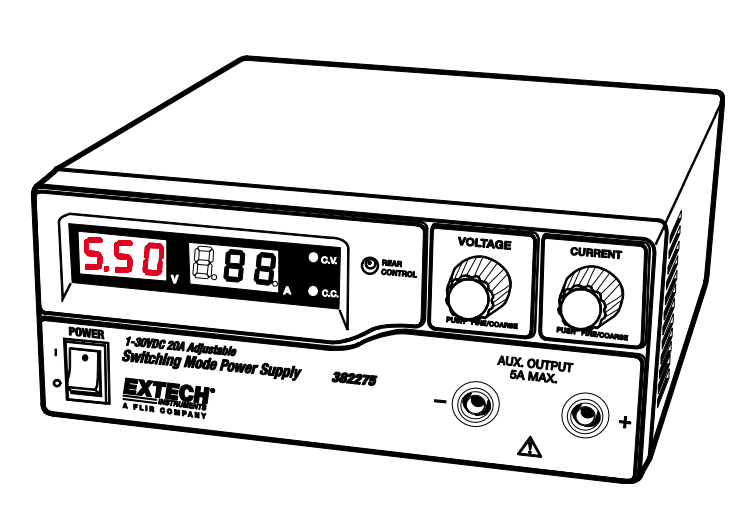 5.50 V
8.88 A
C.V.
C.C.
REAR
CONTROL
VOLTAGE
PUSH FINE/COARSE
CURRENT
PUSH FINE/COARSE
POWER
I
O
1-30VDC 20A Adjustable
Switching Mode Power Supply
382275
EXTECH®
INSTRUMENTS
A FLIR COMPANY
AUX. OUTPUT
5A MAX.
- +
!